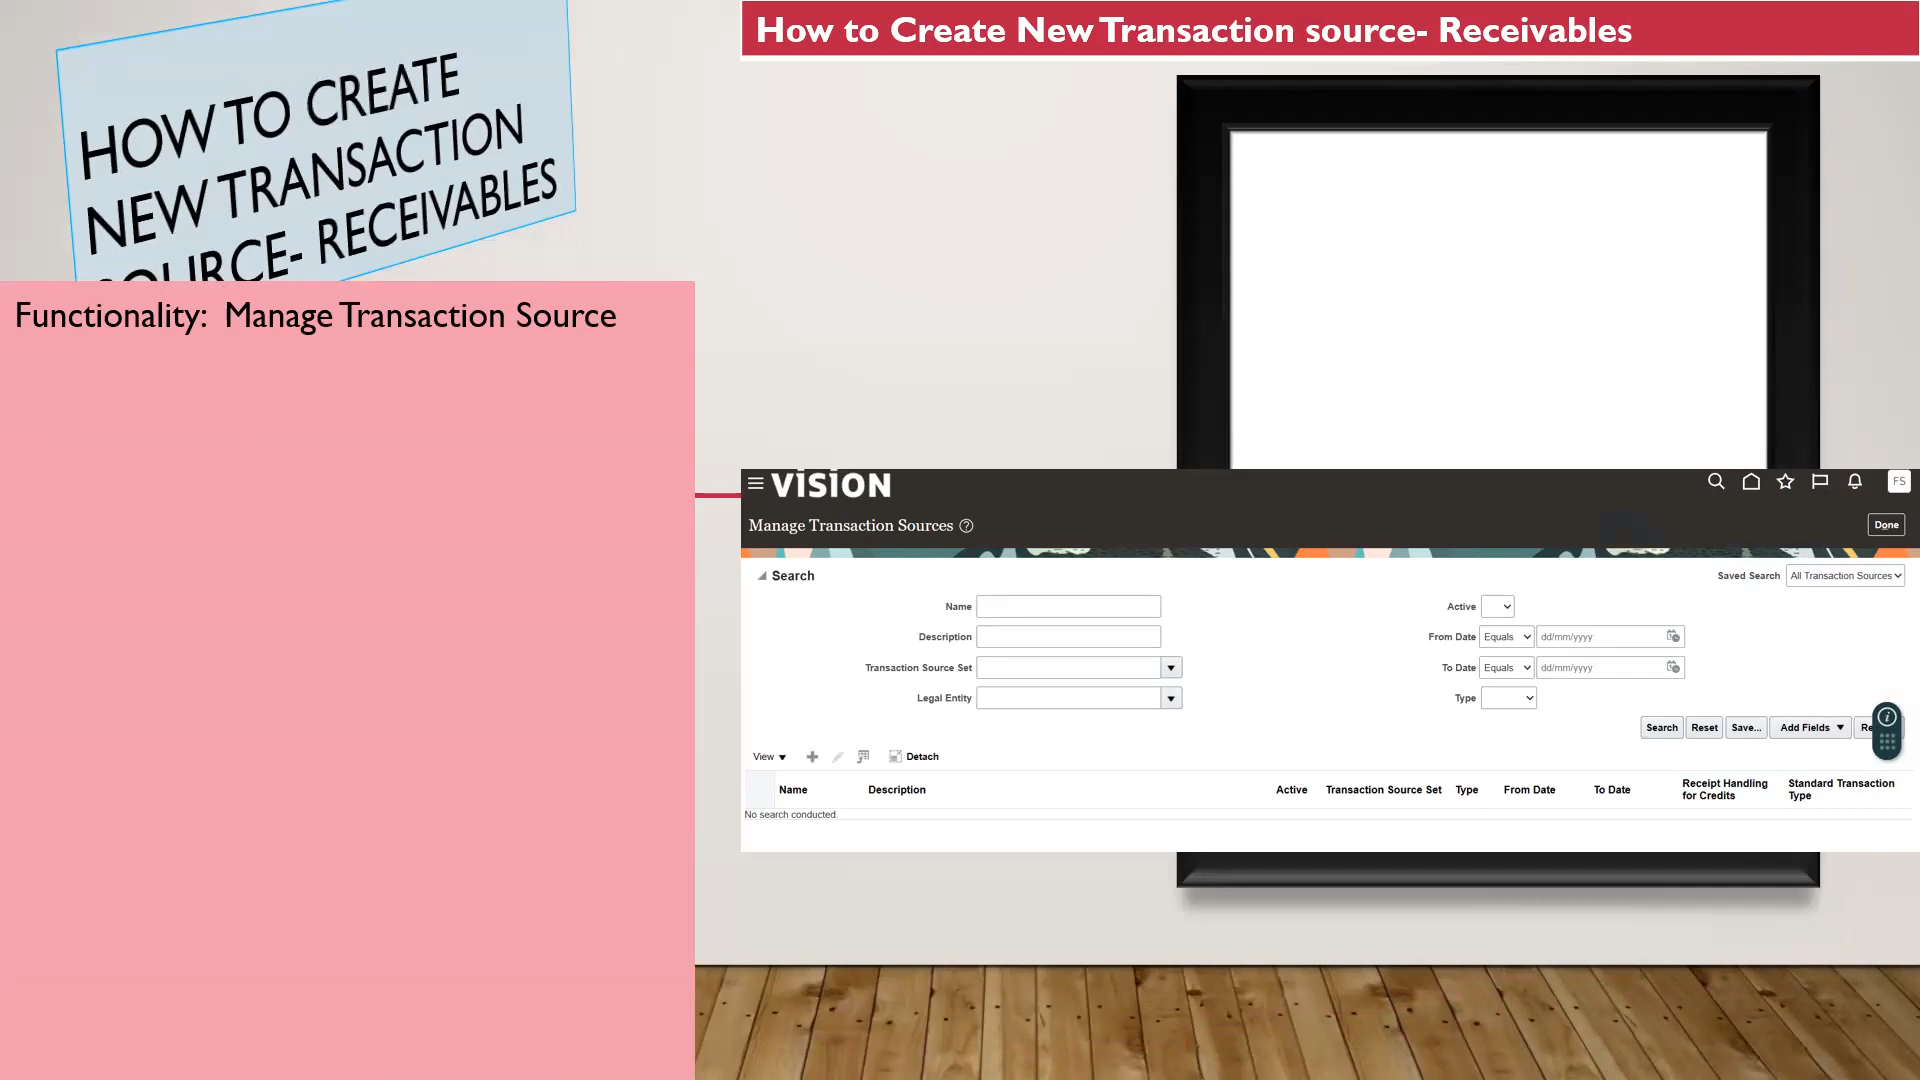 How to Create New Transaction source- Receivables
HOW TO CREATE
NEW TRANSACTION
SOURCE- RECEIVABLES
Functionality:  Manage Transaction Source
VISION
FS
Manage Transaction Sources
Done
Search
Saved Search All Transaction Sources
Name
Active
Description
From Date Equals dd/mm/yyyy
Transaction Source Set
To Date Equals dd/mm/yyyy
Legal Entity
Type
Search Reset Save... Add Fields
View Detach
Name Description Active Transaction Source Set Type From Date To Date Receipt Handling for Credits Standard Transaction Type
No search conducted.